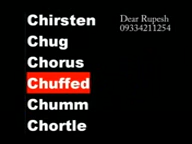 Chirsten
Chug
Chorus
Chuffed
Chumm
Chortle
Dear Rupesh
09334211254